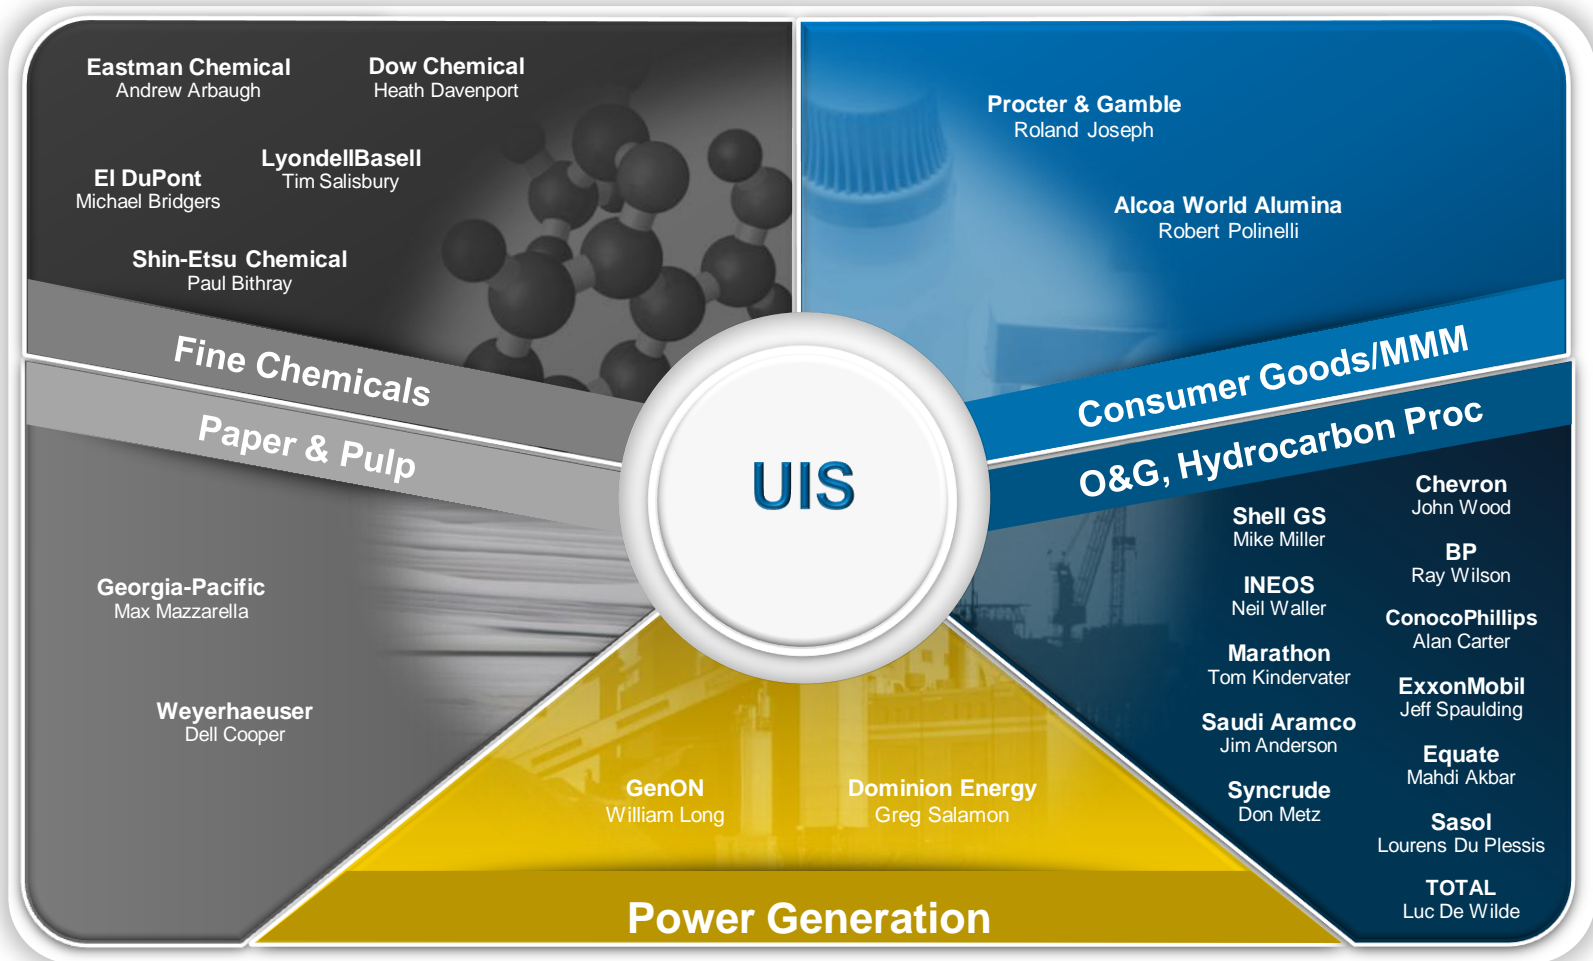 Eastman Chemical
Andrew Arbaugh
Dow Chemical
Heath Davenport
LyondellBasell
Tim Salisbury
EI DuPont
Michael Bridgers
Shin-Etsu Chemical
Paul Bithray
Fine Chemicals
Procter & Gamble
Roland Joseph
Alcoa World Alumina
Robert Polinelli
Consumer Goods/MMM
Paper & Pulp
Georgia-Pacific
Max Mazzarella
Weyerhaeuser
Dell Cooper
UIS
O&G, Hydrocarbon Proc
Shell GS
Mike Miller
INEOS
Neil Waller
Marathon
Tom Kindervater
Saudi Aramco
Jim Anderson
Syncrude
Don Metz
Chevron
John Wood
BP
Ray Wilson
ConocoPhillips
Alan Carter
ExxonMobil
Jeff Spaulding
Equate
Mahdi Akbar
Sasol
Lourens Du Plessis
TOTAL
Luc De Wilde
GenON
William Long
Dominion Energy
Greg Salamon
Power Generation